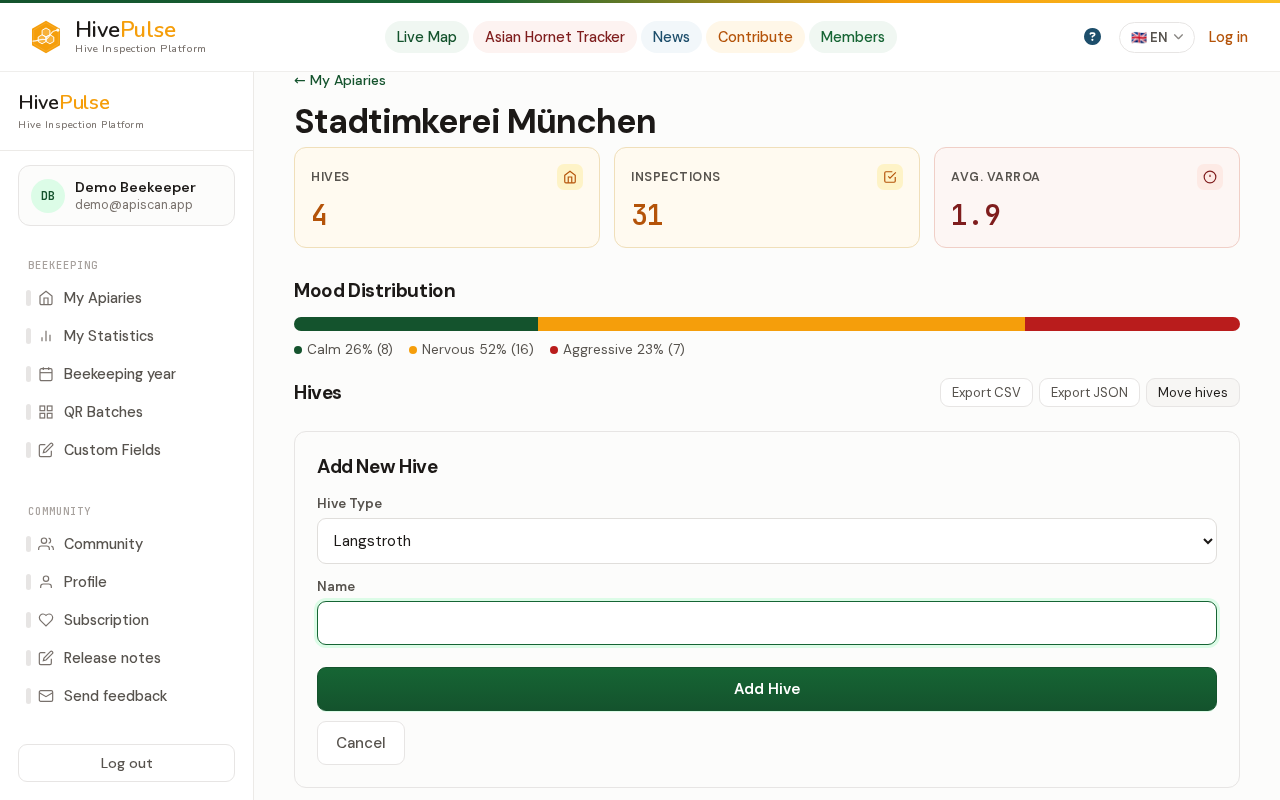 HivePulse
Hive Inspection Platform
Live Map
Asian Hornet Tracker
News
Contribute
Members
?
🇬🇧 EN
Log in
HivePulse
Hive Inspection Platform
DB
Demo Beekeeper
demo@apiscan.app
BEEKEEPING
My Apiaries
My Statistics
Beekeeping year
QR Batches
Custom Fields
COMMUNITY
Community
Profile
Subscription
Release notes
Send feedback
Log out
← My Apiaries
Stadtimkerei München
HIVES
4
INSPECTIONS
31
AVG. VARROA
1.9
Mood Distribution
Calm 26% (8)
Nervous 52% (16)
Aggressive 23% (7)
Hives
Export CSV
Export JSON
Move hives
Add New Hive
Hive Type
Langstroth
Name
Add Hive
Cancel